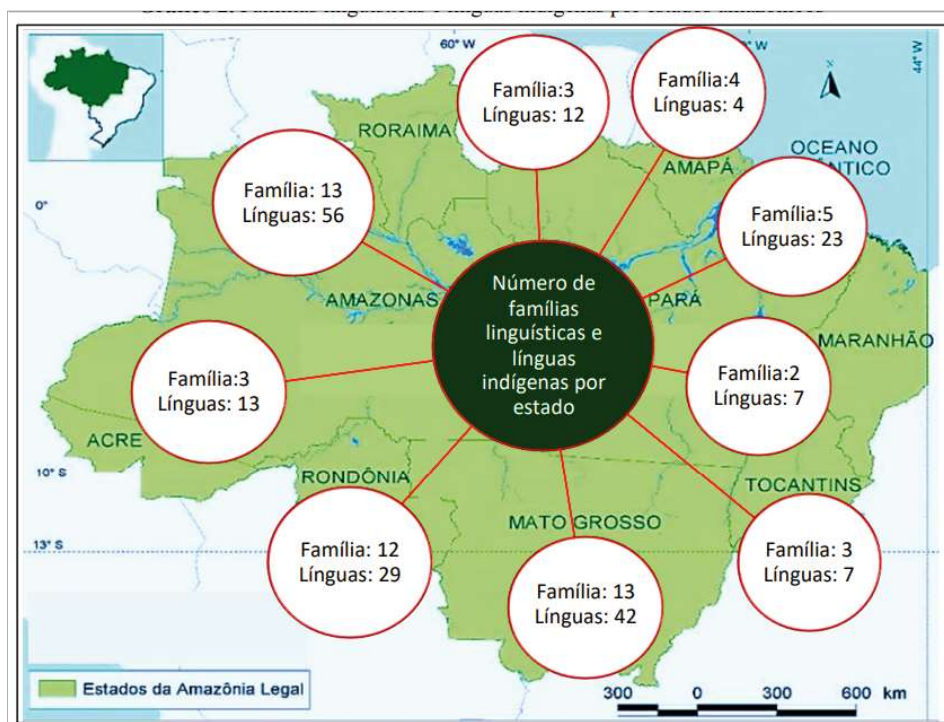 60° W
44° W
Família:3
Línguas: 12
Família:4
Línguas: 4
RORAIMA
AMAPÁ
OCEANO
Família: 13
Línguas: 56
0°
Família:5
Línguas: 23
AMAZONAS
PARÁ
Número de
famílias
linguísticas e
línguas
indígenas por
estado
MARANHÃO
Família:3
Línguas: 13
Família:2
Línguas: 7
ACRE
10° S
RONDÔNIA
TOCANTINS
MATO GROSSO
13° S
Família: 12
Línguas: 29
Família: 3
Línguas: 7
Família: 13
Línguas: 42
Estados da Amazônia Legal
300 0 300 600 km